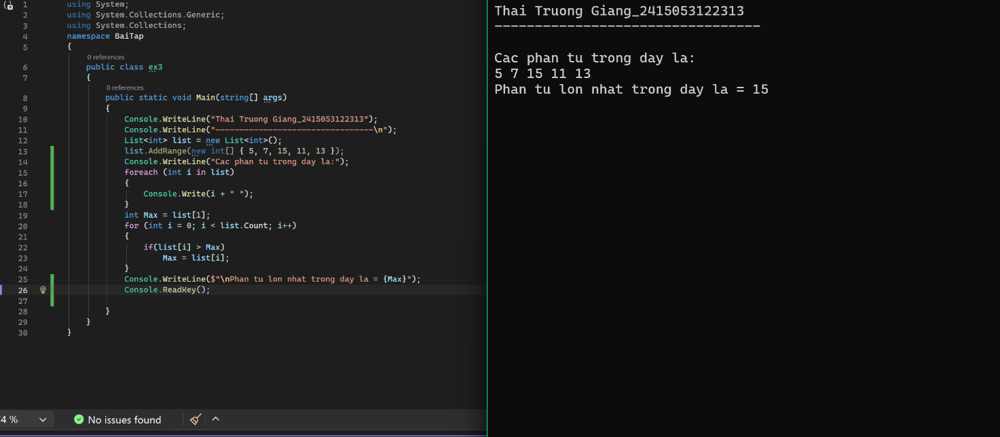 1 using System;
2 using System.Collections.Generic;
3 using System.Collections;
4 namespace BaiTap
5 {
0 references
6 public class ex3
7 {
0 references
8 public static void Main(string[] args)
9 {
10 Console.WriteLine("Thai Truong Giang_2415053122313");
11 Console.WriteLine("---------------------------------\n");
12 List<int> list = new List<int>();
13 list.AddRange(new int[] { 5, 7, 15, 11, 13 });
14 Console.WriteLine("Cac phan tu trong day la:");
15 foreach (int i in list)
16 {
17 Console.Write(i + " ");
18 }
19 int Max = list[1];
20 for (int i = 0; i < list.Count; i++)
21 {
22 if(list[i] > Max)
23 Max = list[i];
24 }
25 Console.WriteLine($"\nPhan tu lon nhat trong day la = {Max}");
26 Console.ReadKey();
27
28 }
29 }
30 }
4 %
No issues found
Thai Truong Giang_2415053122313
---------------------------------
Cac phan tu trong day la:
5 7 15 11 13
Phan tu lon nhat trong day la = 15